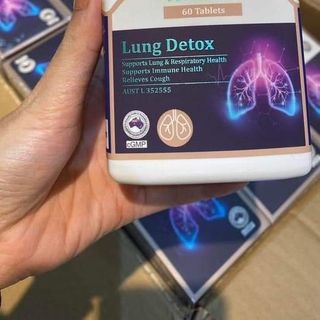 60 Tablets
Lung Detox
Supports Lung & Respiratory Health
Supports Immune Health
Relieves Cough
AUST L 352555
cGMP